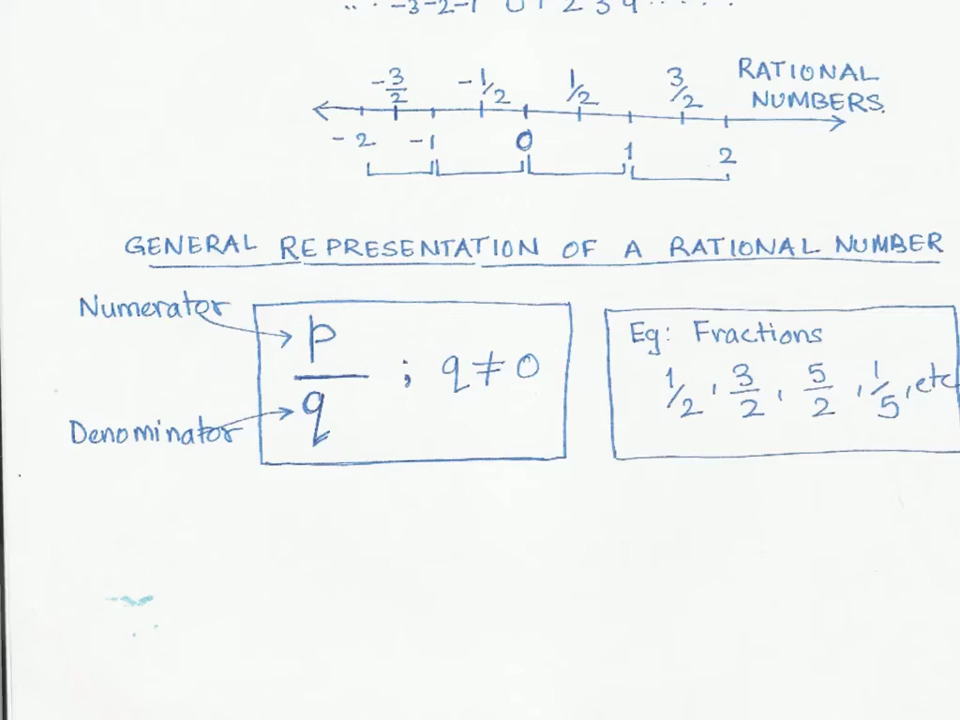 .. . -3-2-1 0 1 2 3 4 ......
-3/2 -1/2 1/2 3/2 RATIONAL
NUMBERS.
-2 -1 0 1 2
GENERAL REPRESENTATION OF A RATIONAL NUMBER
Numerator
p
/
q ; q ≠ 0
Denominator
Eg: Fractions
1/2, 3/2, 5/2, 1/5, etc